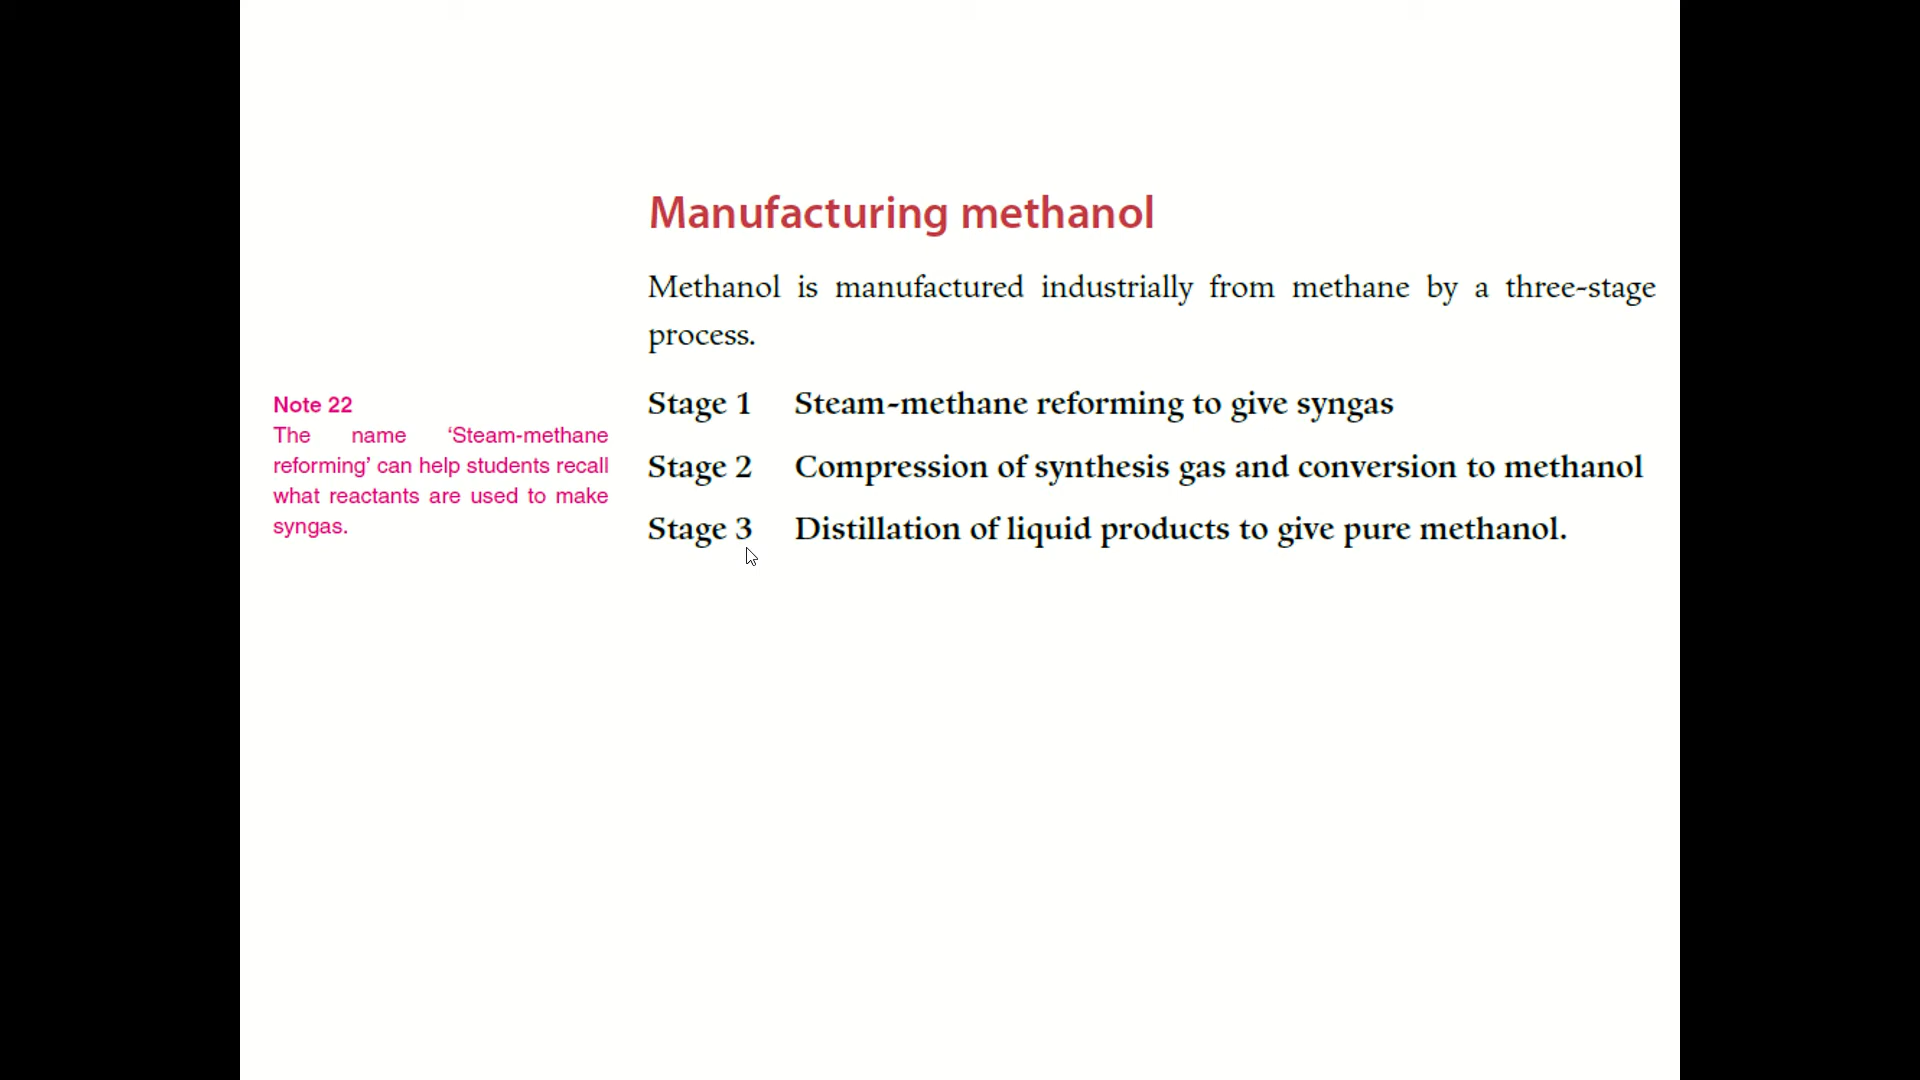 Manufacturing methanol
Methanol is manufactured industrially from methane by a three-stage
process.
Note 22
The name ‘Steam-methane
reforming’ can help students recall
what reactants are used to make
syngas.
Stage 1 Steam-methane reforming to give syngas
Stage 2 Compression of synthesis gas and conversion to methanol
Stage 3 Distillation of liquid products to give pure methanol.